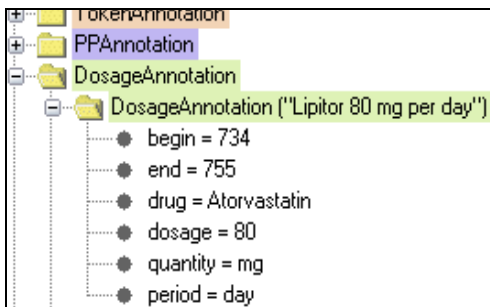 TokenAnnotation
PPAnnotation
DosageAnnotation
DosageAnnotation ("Lipitor 80 mg per day")
begin = 734
end = 755
drug = Atorvastatin
dosage = 80
quantity = mg
period = day